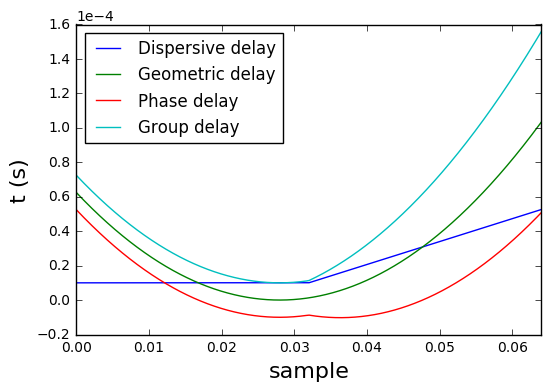 1e−4
1.6
1.4
1.2
1.0
0.8
0.6
0.4
0.2
0.0
−0.2
t (s)
Dispersive delay
Geometric delay
Phase delay
Group delay
0.00 0.01 0.02 0.03 0.04 0.05 0.06
sample